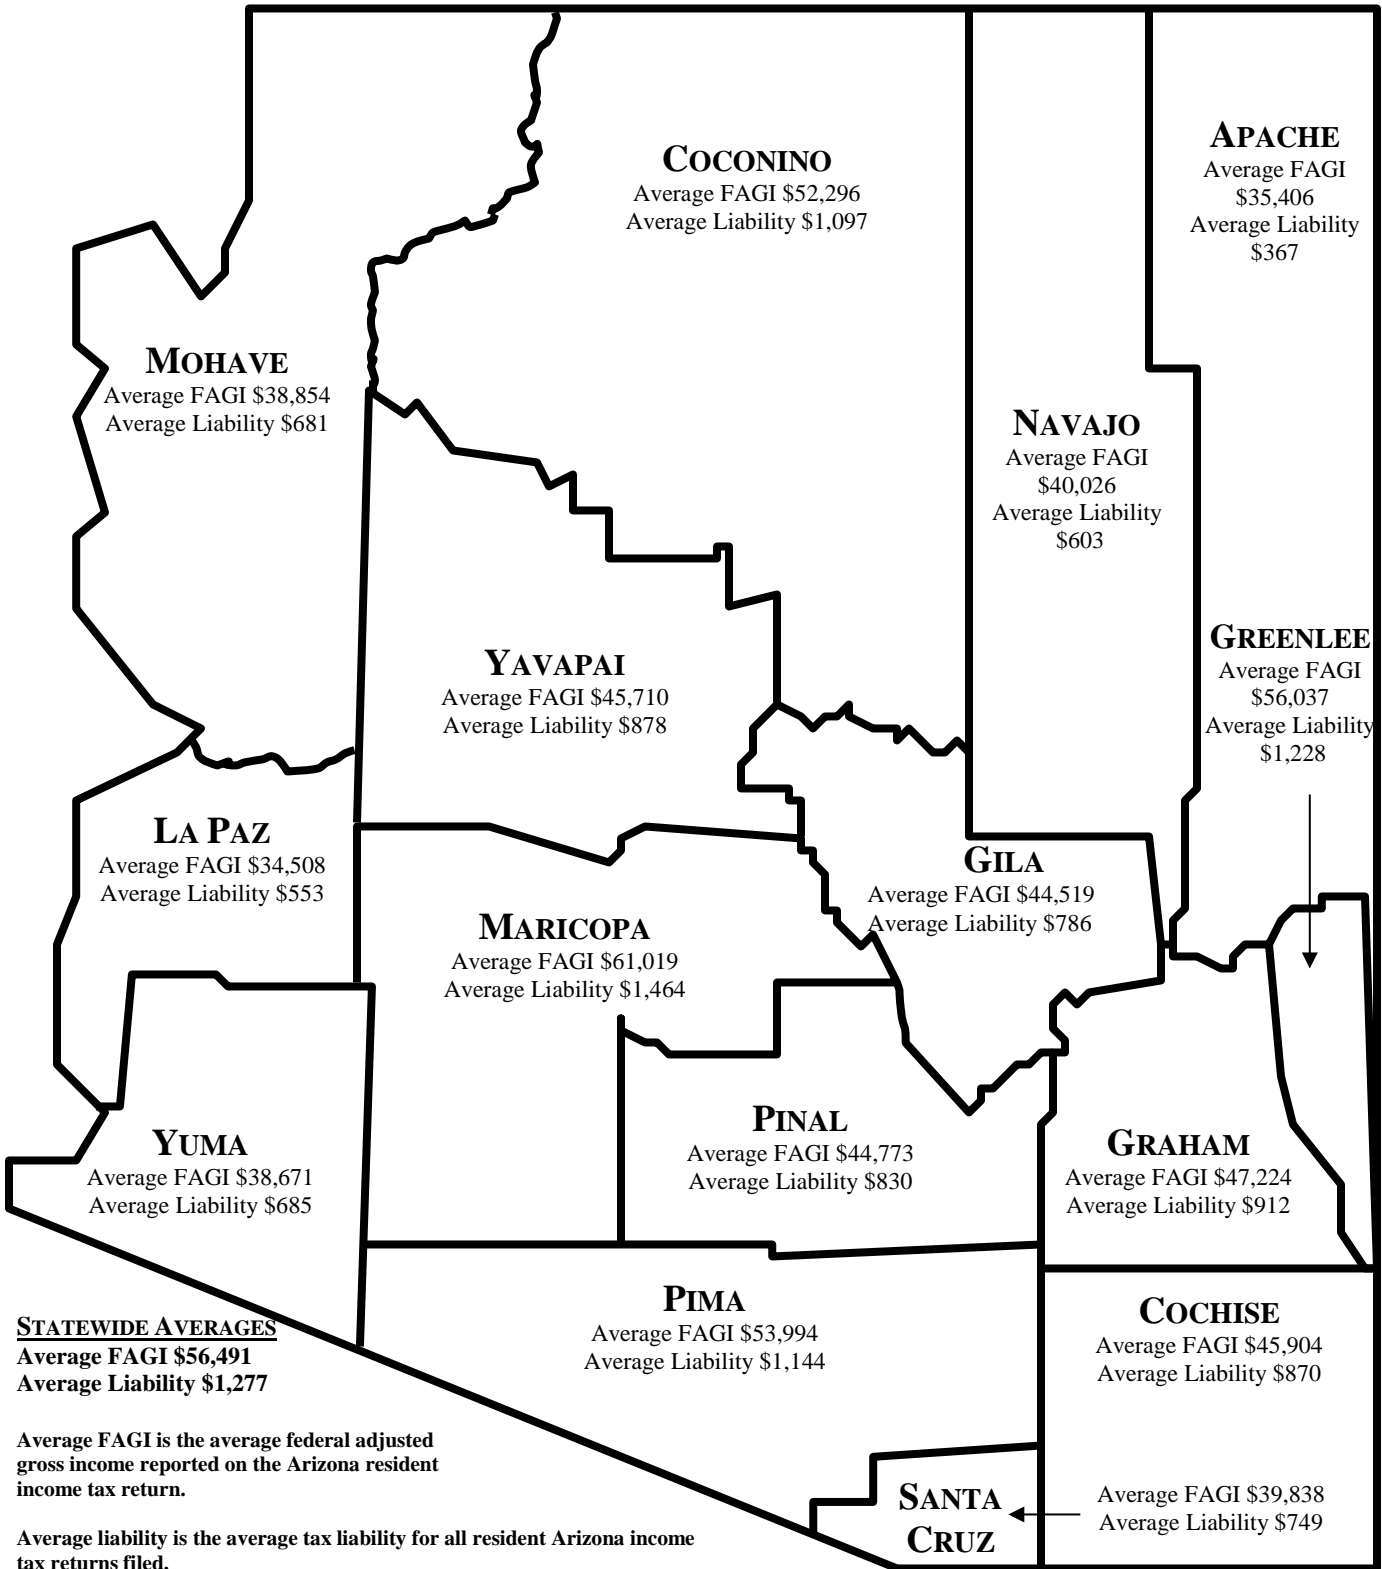 COCONINO
Average FAGI $52,296
Average Liability $1,097
APACHE
Average FAGI
$35,406
Average Liability
$367
MOHAVE
Average FAGI $38,854
Average Liability $681
NAVAJO
Average FAGI
$40,026
Average Liability
$603
GREENLEE
Average FAGI
$56,037
Average Liability
$1,228
YAVAPAI
Average FAGI $45,710
Average Liability $878
LA PAZ
Average FAGI $34,508
Average Liability $553
GILA
Average FAGI $44,519
Average Liability $786
MARICOPA
Average FAGI $61,019
Average Liability $1,464
PINAL
Average FAGI $44,773
Average Liability $830
YUMA
Average FAGI $38,671
Average Liability $685
GRAHAM
Average FAGI $47,224
Average Liability $912
PIMA
Average FAGI $53,994
Average Liability $1,144
COCHISE
Average FAGI $45,904
Average Liability $870
SANTA
CRUZ
Average FAGI $39,838
Average Liability $749
STATEWIDE AVERAGES
Average FAGI $56,491
Average Liability $1,277
Average FAGI is the average federal adjusted
gross income reported on the Arizona resident
income tax return.
Average liability is the average tax liability for all resident Arizona income
tax returns filed.